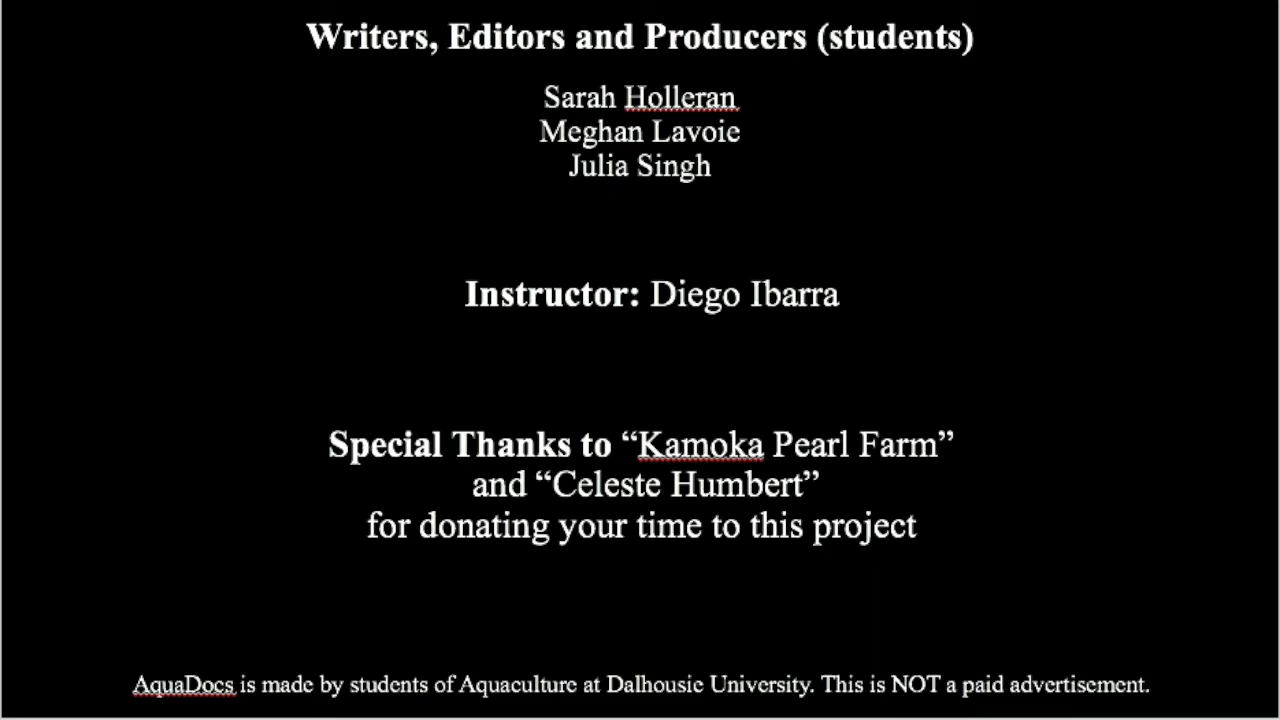 Writers, Editors and Producers (students)
Sarah Holleran
Meghan Lavoie
Julia Singh
Instructor: Diego Ibarra
Special Thanks to “Kamoka Pearl Farm”
and “Celeste Humbert”
for donating your time to this project
AquaDocs is made by students of Aquaculture at Dalhousie University. This is NOT a paid advertisement.